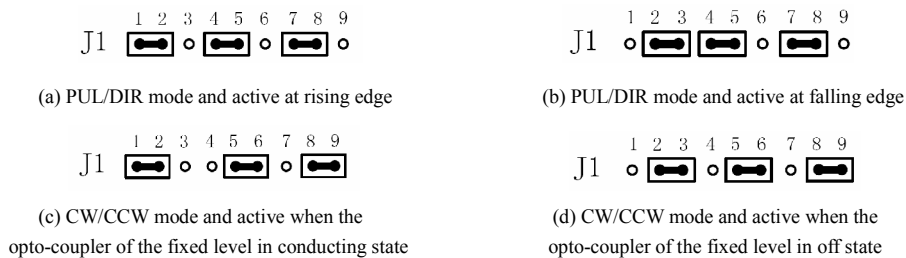 1 2 3 4 5 6 7 8 9
J1
(a) PUL/DIR mode and active at rising edge
1 2 3 4 5 6 7 8 9
J1
(b) PUL/DIR mode and active at falling edge
1 2 3 4 5 6 7 8 9
J1
(c) CW/CCW mode and active when the
opto-coupler of the fixed level in conducting state
1 2 3 4 5 6 7 8 9
J1
(d) CW/CCW mode and active when the
opto-coupler of the fixed level in off state